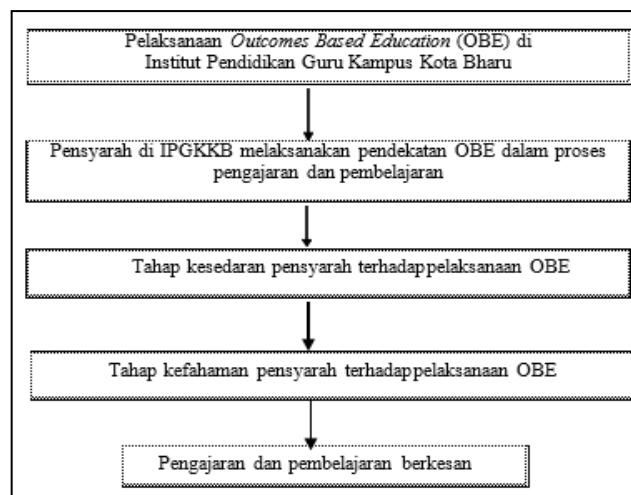 Pelaksanaan Outcomes Based Education (OBE) di
Institut Pendidikan Guru Kampus Kota Bharu
Pensyarah di IPGKKB melaksanakan pendekatan OBE dalam proses
pengajaran dan pembelajaran
Tahap kesedaran pensyarah terhadappelaksanaan OBE
Tahap kefahaman pensyarah terhadappelaksanaan OBE
Pengajaran dan pembelajaran berkesan